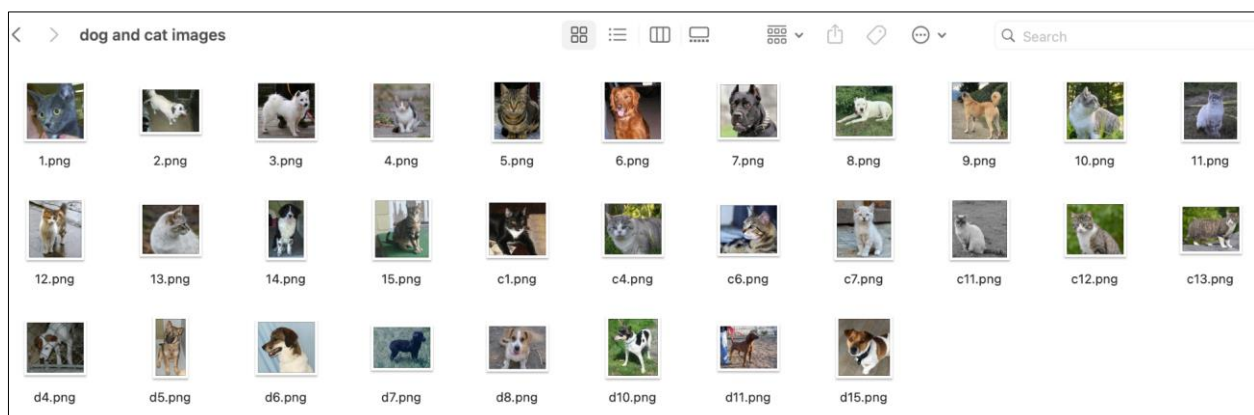 dog and cat images
Search
1.png 2.png 3.png 4.png 5.png 6.png 7.png 8.png 9.png 10.png 11.png
12.png 13.png 14.png 15.png c1.png c4.png c6.png c7.png c11.png c12.png c13.png
d4.png d5.png d6.png d7.png d8.png d10.png d11.png d15.png